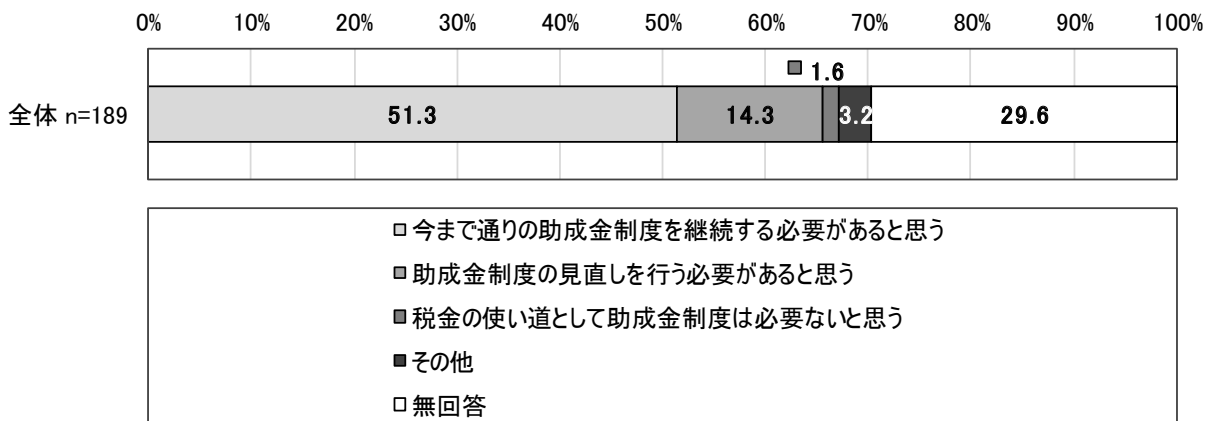 0% 10% 20% 30% 40% 50% 60% 70% 80% 90% 100%
1.6
全体 n=189 51.3 14.3 3.2 29.6
今まで通りの助成金制度を継続する必要があると思う
助成金制度の見直しを行う必要があると思う
税金の使い道として助成金制度は必要ないと思う
その他
無回答